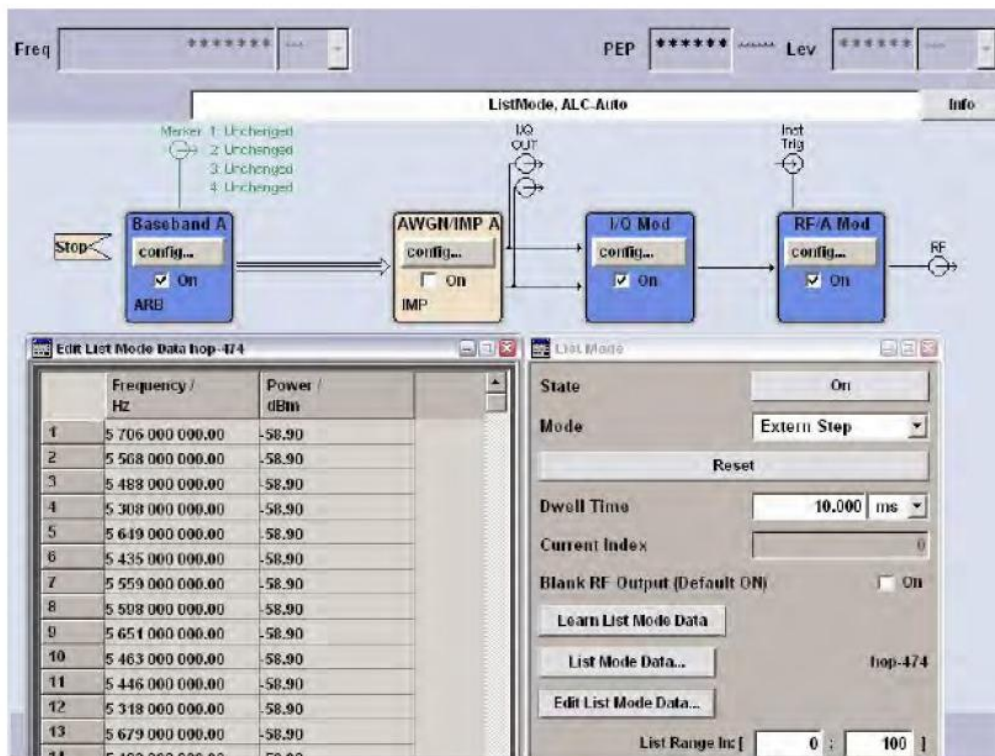 Freq ******* --- PEP ****** ----- Lev ****** ---
ListMode, ALC-Auto Info
Marker 1: Unchanged
2: Unchanged
3: Unchanged
4: Unchanged
I/Q OUT
Inst Trig
Stop
Baseband A
config...
On
ARB
AWGN/IMP A
config...
On
IMP
I/Q Mod
config...
On
RF/A Mod
config...
On
RF
Edit List Mode Data hop-474
Frequency / Hz Power / dBm
1 5 706 000 000.00 -58.90
2 5 568 000 000.00 -58.90
3 5 488 000 000.00 -58.90
4 5 308 000 000.00 -58.90
5 5 649 000 000.00 -58.90
6 5 435 000 000.00 -58.90
7 5 559 000 000.00 -58.90
8 5 598 000 000.00 -58.90
9 5 651 000 000.00 -58.90
10 5 463 000 000.00 -58.90
11 5 446 000 000.00 -58.90
12 5 318 000 000.00 -58.90
13 5 679 000 000.00 -58.90
List Mode
State On
Mode Extern Step
Reset
Dwell Time 10.000 ms
Current Index 0
Blank RF Output (Default ON) On
Learn List Mode Data
List Mode Data... hop-474
Edit List Mode Data...
List Range In: [ 0 : 100 ]